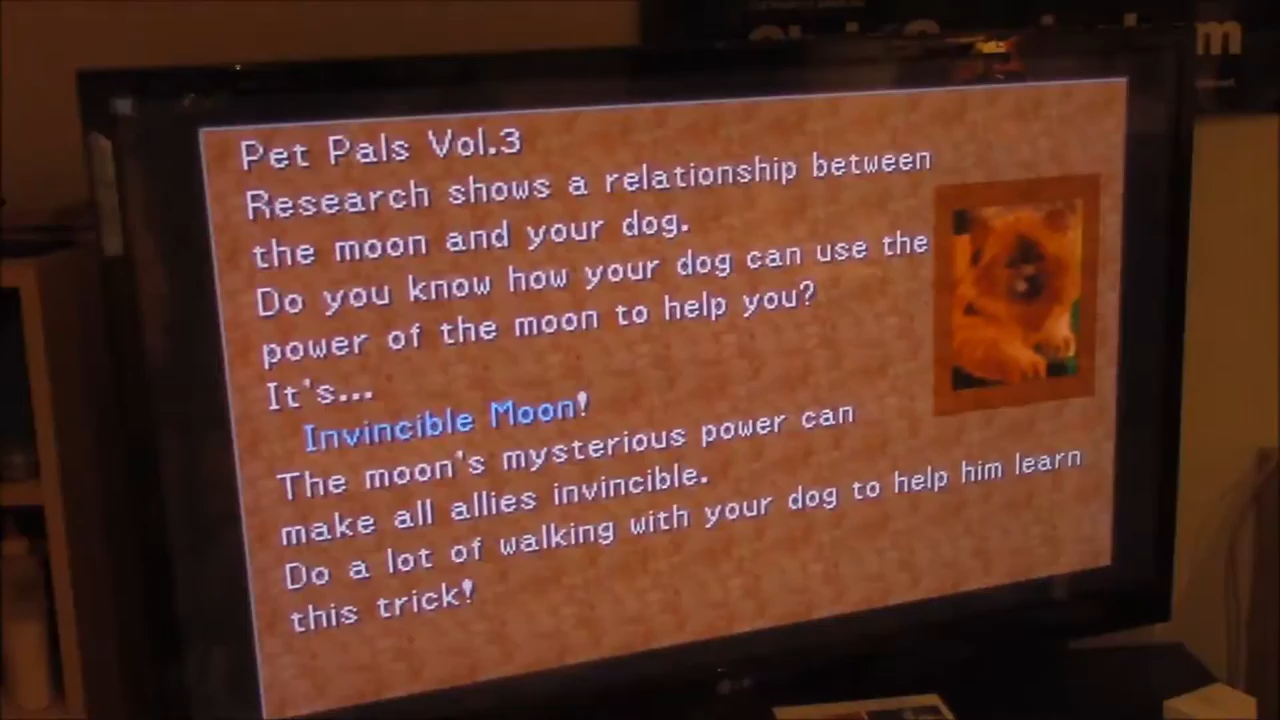 Pet Pals Vol.3
Research shows a relationship between
the moon and your dog.
Do you know how your dog can use the
power of the moon to help you?
It's...
Invincible Moon!
The moon's mysterious power can
make all allies invincible.
Do a lot of walking with your dog to help him learn
this trick!
LG